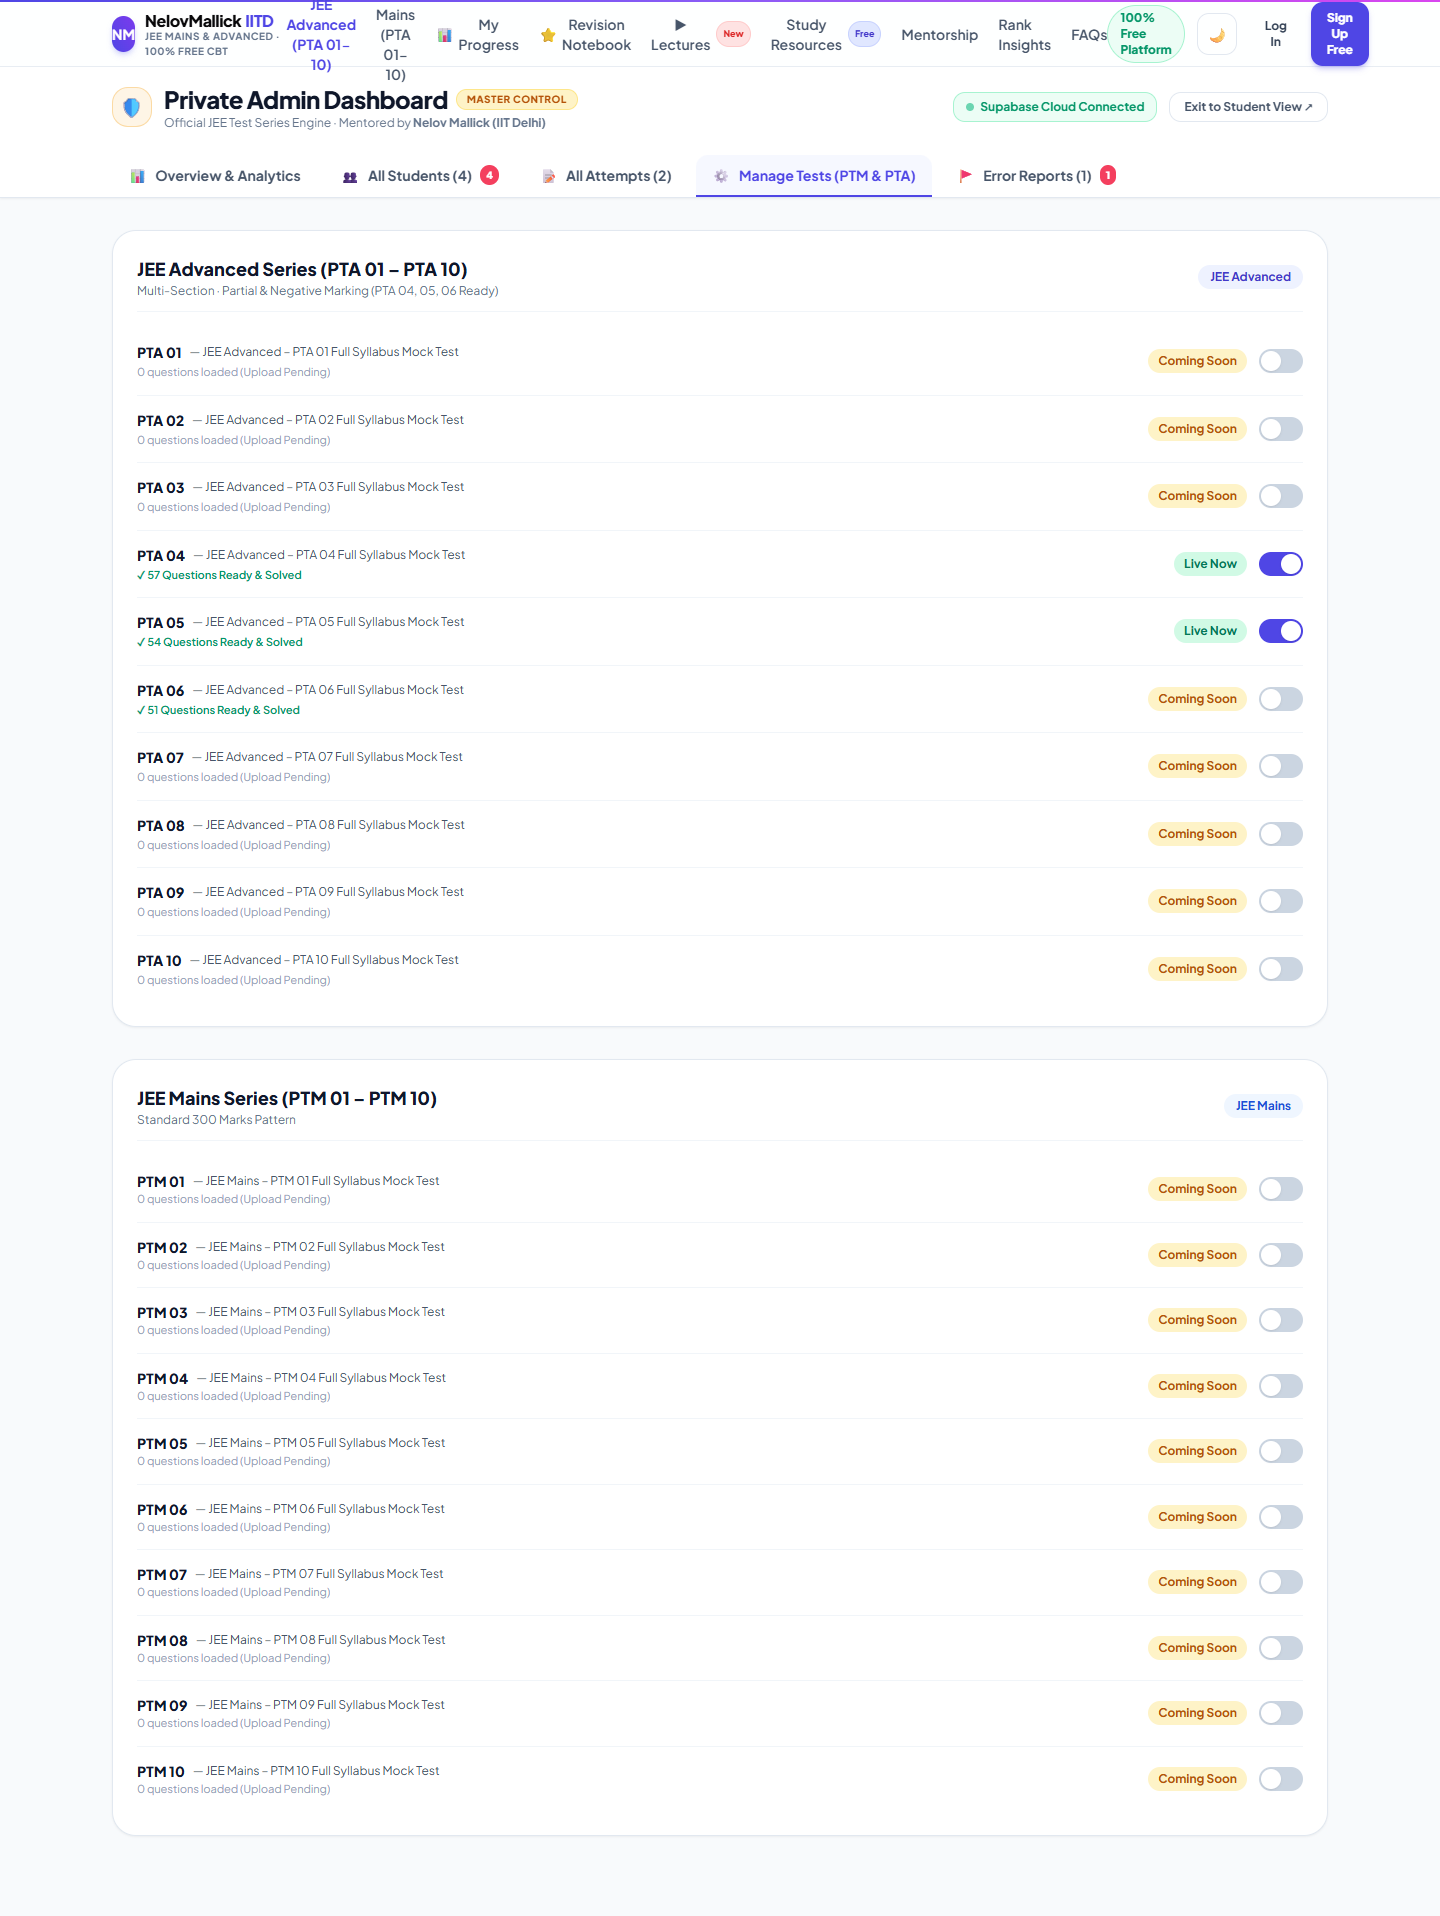 NM
NelovMallick IITD
JEE MAINS & ADVANCED ·
100% FREE CBT
JEE
Advanced
(PTA 01–
10)
Mains
(PTA
01–
10)
My
Progress
Revision
Notebook
▶
Lectures
New
Study
Resources
Free
Mentorship
Rank
Insights
FAQs
100%
Free
Platform
Log
In
Sign
Up
Free
Private Admin Dashboard
MASTER CONTROL
Official JEE Test Series Engine · Mentored by Nelov Mallick (IIT Delhi)
Supabase Cloud Connected
Exit to Student View ↗
Overview & Analytics
All Students (4)
4
All Attempts (2)
Manage Tests (PTM & PTA)
Error Reports (1)
1
JEE Advanced Series (PTA 01 – PTA 10)
Multi-Section · Partial & Negative Marking (PTA 04, 05, 06 Ready)
JEE Advanced
PTA 01 — JEE Advanced – PTA 01 Full Syllabus Mock Test
0 questions loaded (Upload Pending)
Coming Soon
PTA 02 — JEE Advanced – PTA 02 Full Syllabus Mock Test
0 questions loaded (Upload Pending)
Coming Soon
PTA 03 — JEE Advanced – PTA 03 Full Syllabus Mock Test
0 questions loaded (Upload Pending)
Coming Soon
PTA 04 — JEE Advanced – PTA 04 Full Syllabus Mock Test
✓ 57 Questions Ready & Solved
Live Now
PTA 05 — JEE Advanced – PTA 05 Full Syllabus Mock Test
✓ 54 Questions Ready & Solved
Live Now
PTA 06 — JEE Advanced – PTA 06 Full Syllabus Mock Test
✓ 51 Questions Ready & Solved
Coming Soon
PTA 07 — JEE Advanced – PTA 07 Full Syllabus Mock Test
0 questions loaded (Upload Pending)
Coming Soon
PTA 08 — JEE Advanced – PTA 08 Full Syllabus Mock Test
0 questions loaded (Upload Pending)
Coming Soon
PTA 09 — JEE Advanced – PTA 09 Full Syllabus Mock Test
0 questions loaded (Upload Pending)
Coming Soon
PTA 10 — JEE Advanced – PTA 10 Full Syllabus Mock Test
0 questions loaded (Upload Pending)
Coming Soon
JEE Mains Series (PTM 01 – PTM 10)
Standard 300 Marks Pattern
JEE Mains
PTM 01 — JEE Mains – PTM 01 Full Syllabus Mock Test
0 questions loaded (Upload Pending)
Coming Soon
PTM 02 — JEE Mains – PTM 02 Full Syllabus Mock Test
0 questions loaded (Upload Pending)
Coming Soon
PTM 03 — JEE Mains – PTM 03 Full Syllabus Mock Test
0 questions loaded (Upload Pending)
Coming Soon
PTM 04 — JEE Mains – PTM 04 Full Syllabus Mock Test
0 questions loaded (Upload Pending)
Coming Soon
PTM 05 — JEE Mains – PTM 05 Full Syllabus Mock Test
0 questions loaded (Upload Pending)
Coming Soon
PTM 06 — JEE Mains – PTM 06 Full Syllabus Mock Test
0 questions loaded (Upload Pending)
Coming Soon
PTM 07 — JEE Mains – PTM 07 Full Syllabus Mock Test
0 questions loaded (Upload Pending)
Coming Soon
PTM 08 — JEE Mains – PTM 08 Full Syllabus Mock Test
0 questions loaded (Upload Pending)
Coming Soon
PTM 09 — JEE Mains – PTM 09 Full Syllabus Mock Test
0 questions loaded (Upload Pending)
Coming Soon
PTM 10 — JEE Mains – PTM 10 Full Syllabus Mock Test
0 questions loaded (Upload Pending)
Coming Soon